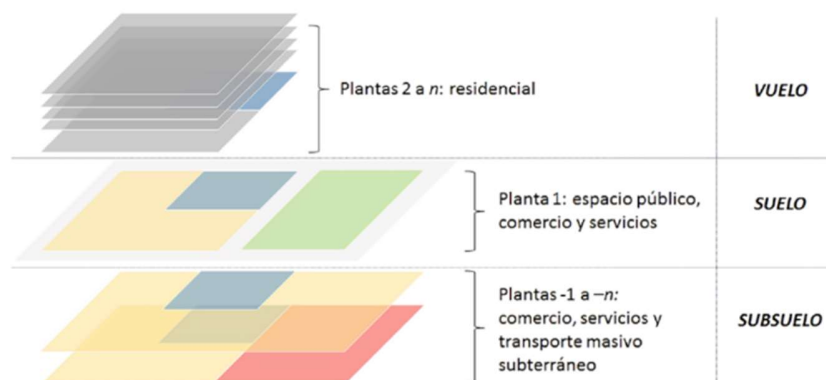 Plantas 2 a n: residencial
VUELO
Planta 1: espacio público,
comercio y servicios
SUELO
Plantas -1 a –n:
comercio, servicios y
transporte masivo
subterráneo
SUBSUELO